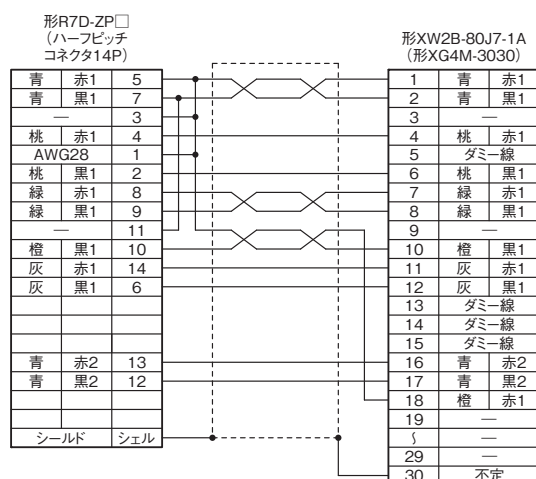 形R7D-ZP□
（ハーフピッチ
コネクタ14P）
青 赤1 5
青 黒1 7
— 3
桃 赤1 4
AWG28 1
桃 黒1 2
緑 赤1 8
緑 黒1 9
— 11
橙 黒1 10
灰 赤1 14
灰 黒1 6
青 赤2 13
青 黒2 12
シールド シェル
形XW2B-80J7-1A
（形XG4M-3030）
1 青 赤1
2 青 黒1
3 —
4 桃 赤1
5 ダミー線
6 桃 黒1
7 緑 赤1
8 緑 黒1
9 —
10 橙 黒1
11 灰 赤1
12 灰 黒1
13 ダミー線
14 ダミー線
15 ダミー線
16 青 赤2
17 青 黒2
18 橙 赤1
19 —
〜 —
29 —
30 不定